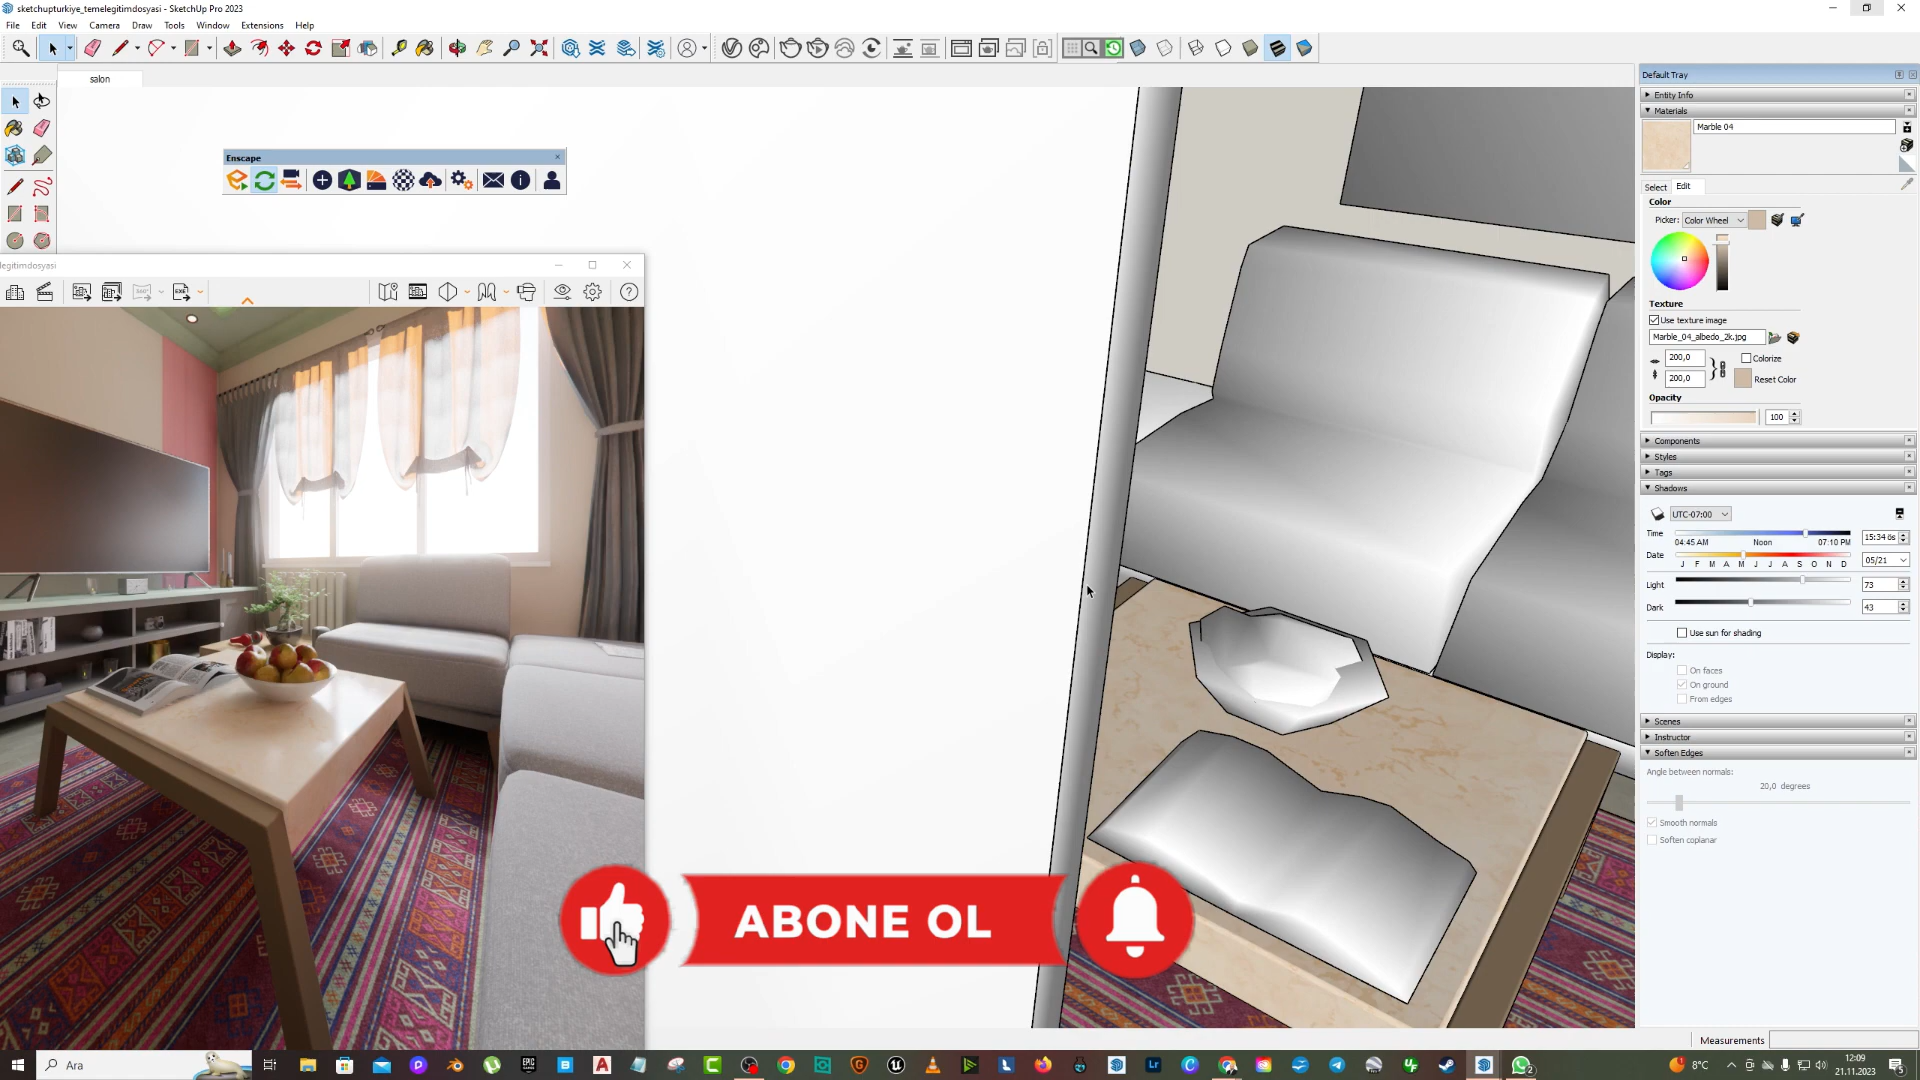 sketchupturkiye_temelegitimdosyasi - SketchUp Pro 2023
File Edit View Camera Draw Tools Window Extensions Help
salon
Default Tray
Entity Info
Materials
Marble 04
Select Edit
Color
Picker: Color Wheel
Texture
Use texture image
Marble_04_albedo_2k.jpg
200,0 Colorize
200,0 Reset Color
Opacity
100
Components
Styles
Tags
Shadows
UTC-07:00
Time 04:45 AM Noon 07:10 PM 15:34 ös
Date J F M A M J J A S O N D 05/21
Light 73
Dark 43
Use sun for shading
Display:
On faces
On ground
From edges
Scenes
Instructor
Soften Edges
Angle between normals:
20,0 degrees
Smooth normals
Soften coplanar
Enscape
legitimdosyasi
ABONE OL
Measurements
Ara
8°C
12:09
21.11.2023